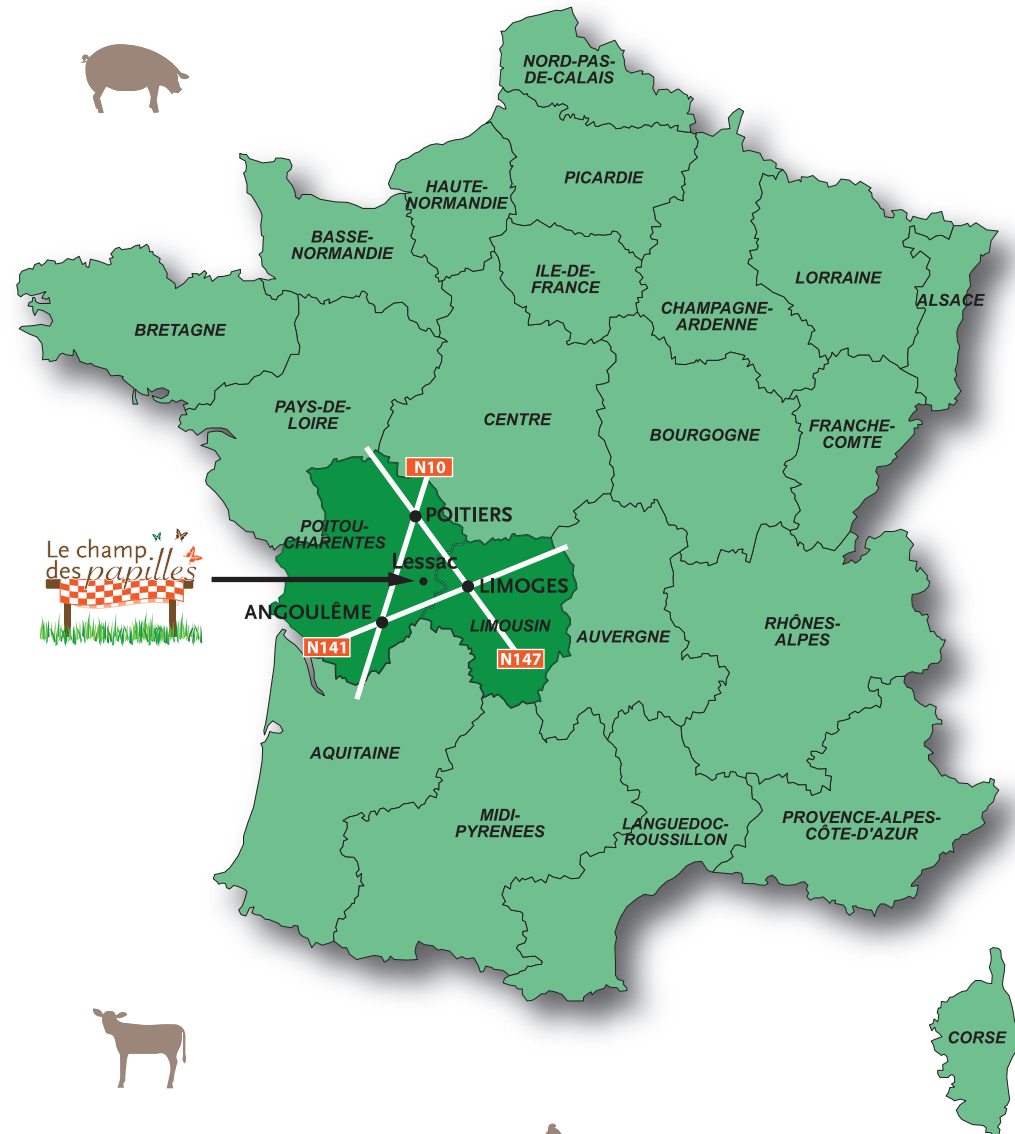 NORD-PAS-
DE-CALAIS
PICARDIE
HAUTE-
NORMANDIE
BASSE-
NORMANDIE
ILE-DE-
FRANCE
LORRAINE
ALSACE
CHAMPAGNE-
ARDENNE
BRETAGNE
PAYS-DE-
LOIRE
CENTRE
BOURGOGNE
FRANCHE-
COMTE
N10
POITIERS
POITOU-
CHARENTES
Le champ
des papilles
Lessac
LIMOGES
ANGOULÊME
LIMOUSIN
N141
N147
AUVERGNE
RHÔNES-
ALPES
AQUITAINE
MIDI-
PYRENEES
LANGUEDOC-
ROUSSILLON
PROVENCE-ALPES-
CÔTE-D'AZUR
CORSE